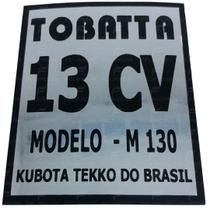 TOBATTA
13 CV
MODELO - M 130
KUBOTA TEKKO DO BRASIL